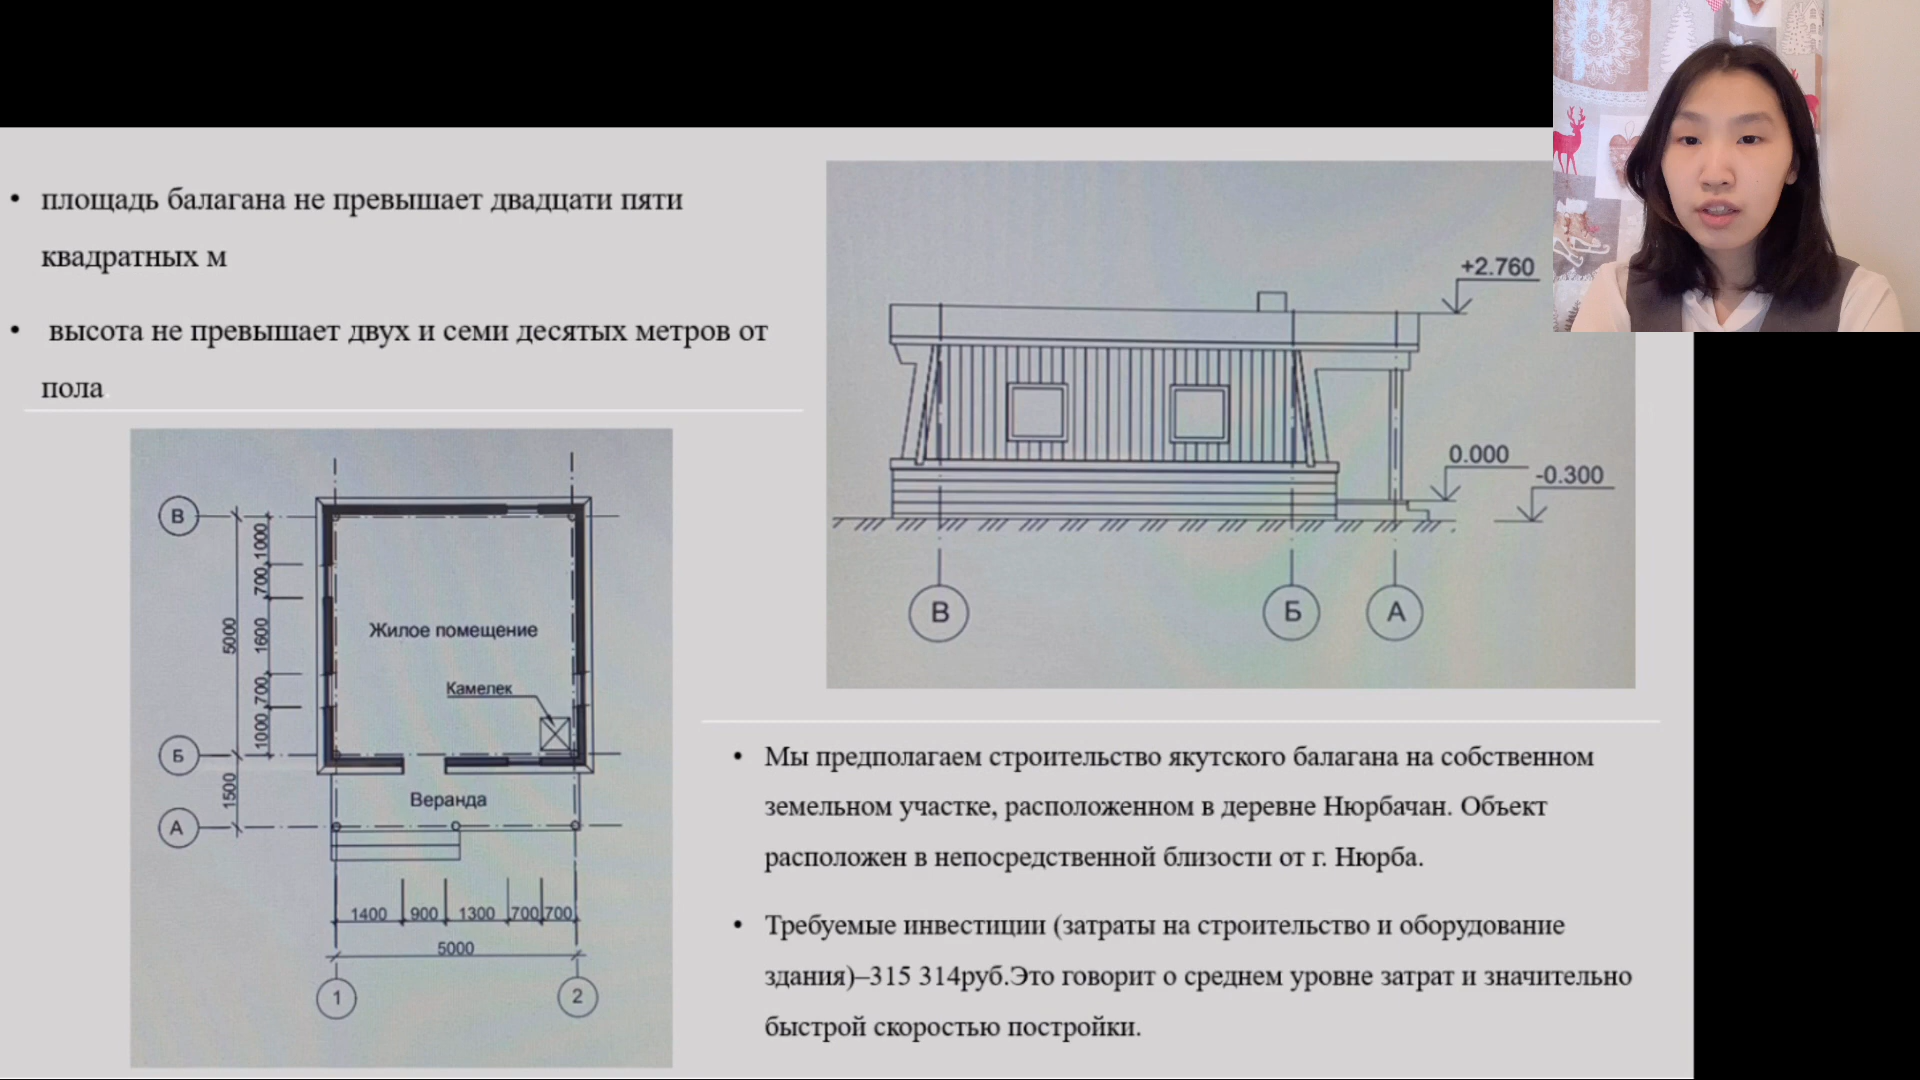 • площадь балагана не превышает двадцати пяти
квадратных м
• высота не превышает двух и семи десятых метров от
пола
+2.760
0.000
-0.300
В
Б
А
В
Б
А
1000
700
1600
700
1000
5000
1500
Жилое помещение
Камелек
Веранда
1400
900
1300
700
700
5000
1
2
• Мы предполагаем строительство якутского балагана на собственном
земельном участке, расположенном в деревне Нюрбачан. Объект
расположен в непосредственной близости от г. Нюрба.
• Требуемые инвестиции (затраты на строительство и оборудование
здания)–315 314руб.Это говорит о среднем уровне затрат и значительно
быстрой скоростью постройки.